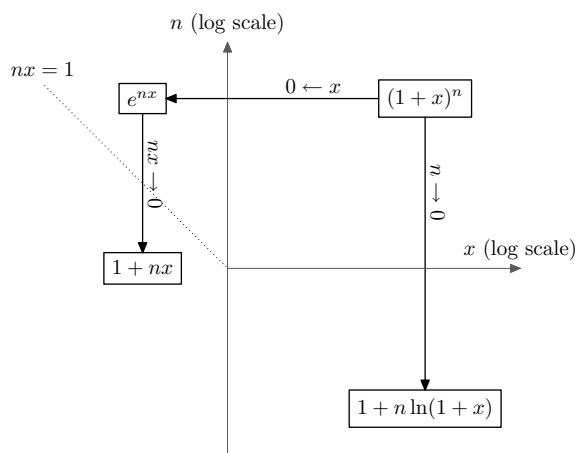 n (log scale)
nx = 1
e^{nx}
0 ← x
(1 + x)^n
nx → 0
n → 0
x (log scale)
1 + nx
1 + n ln(1 + x)